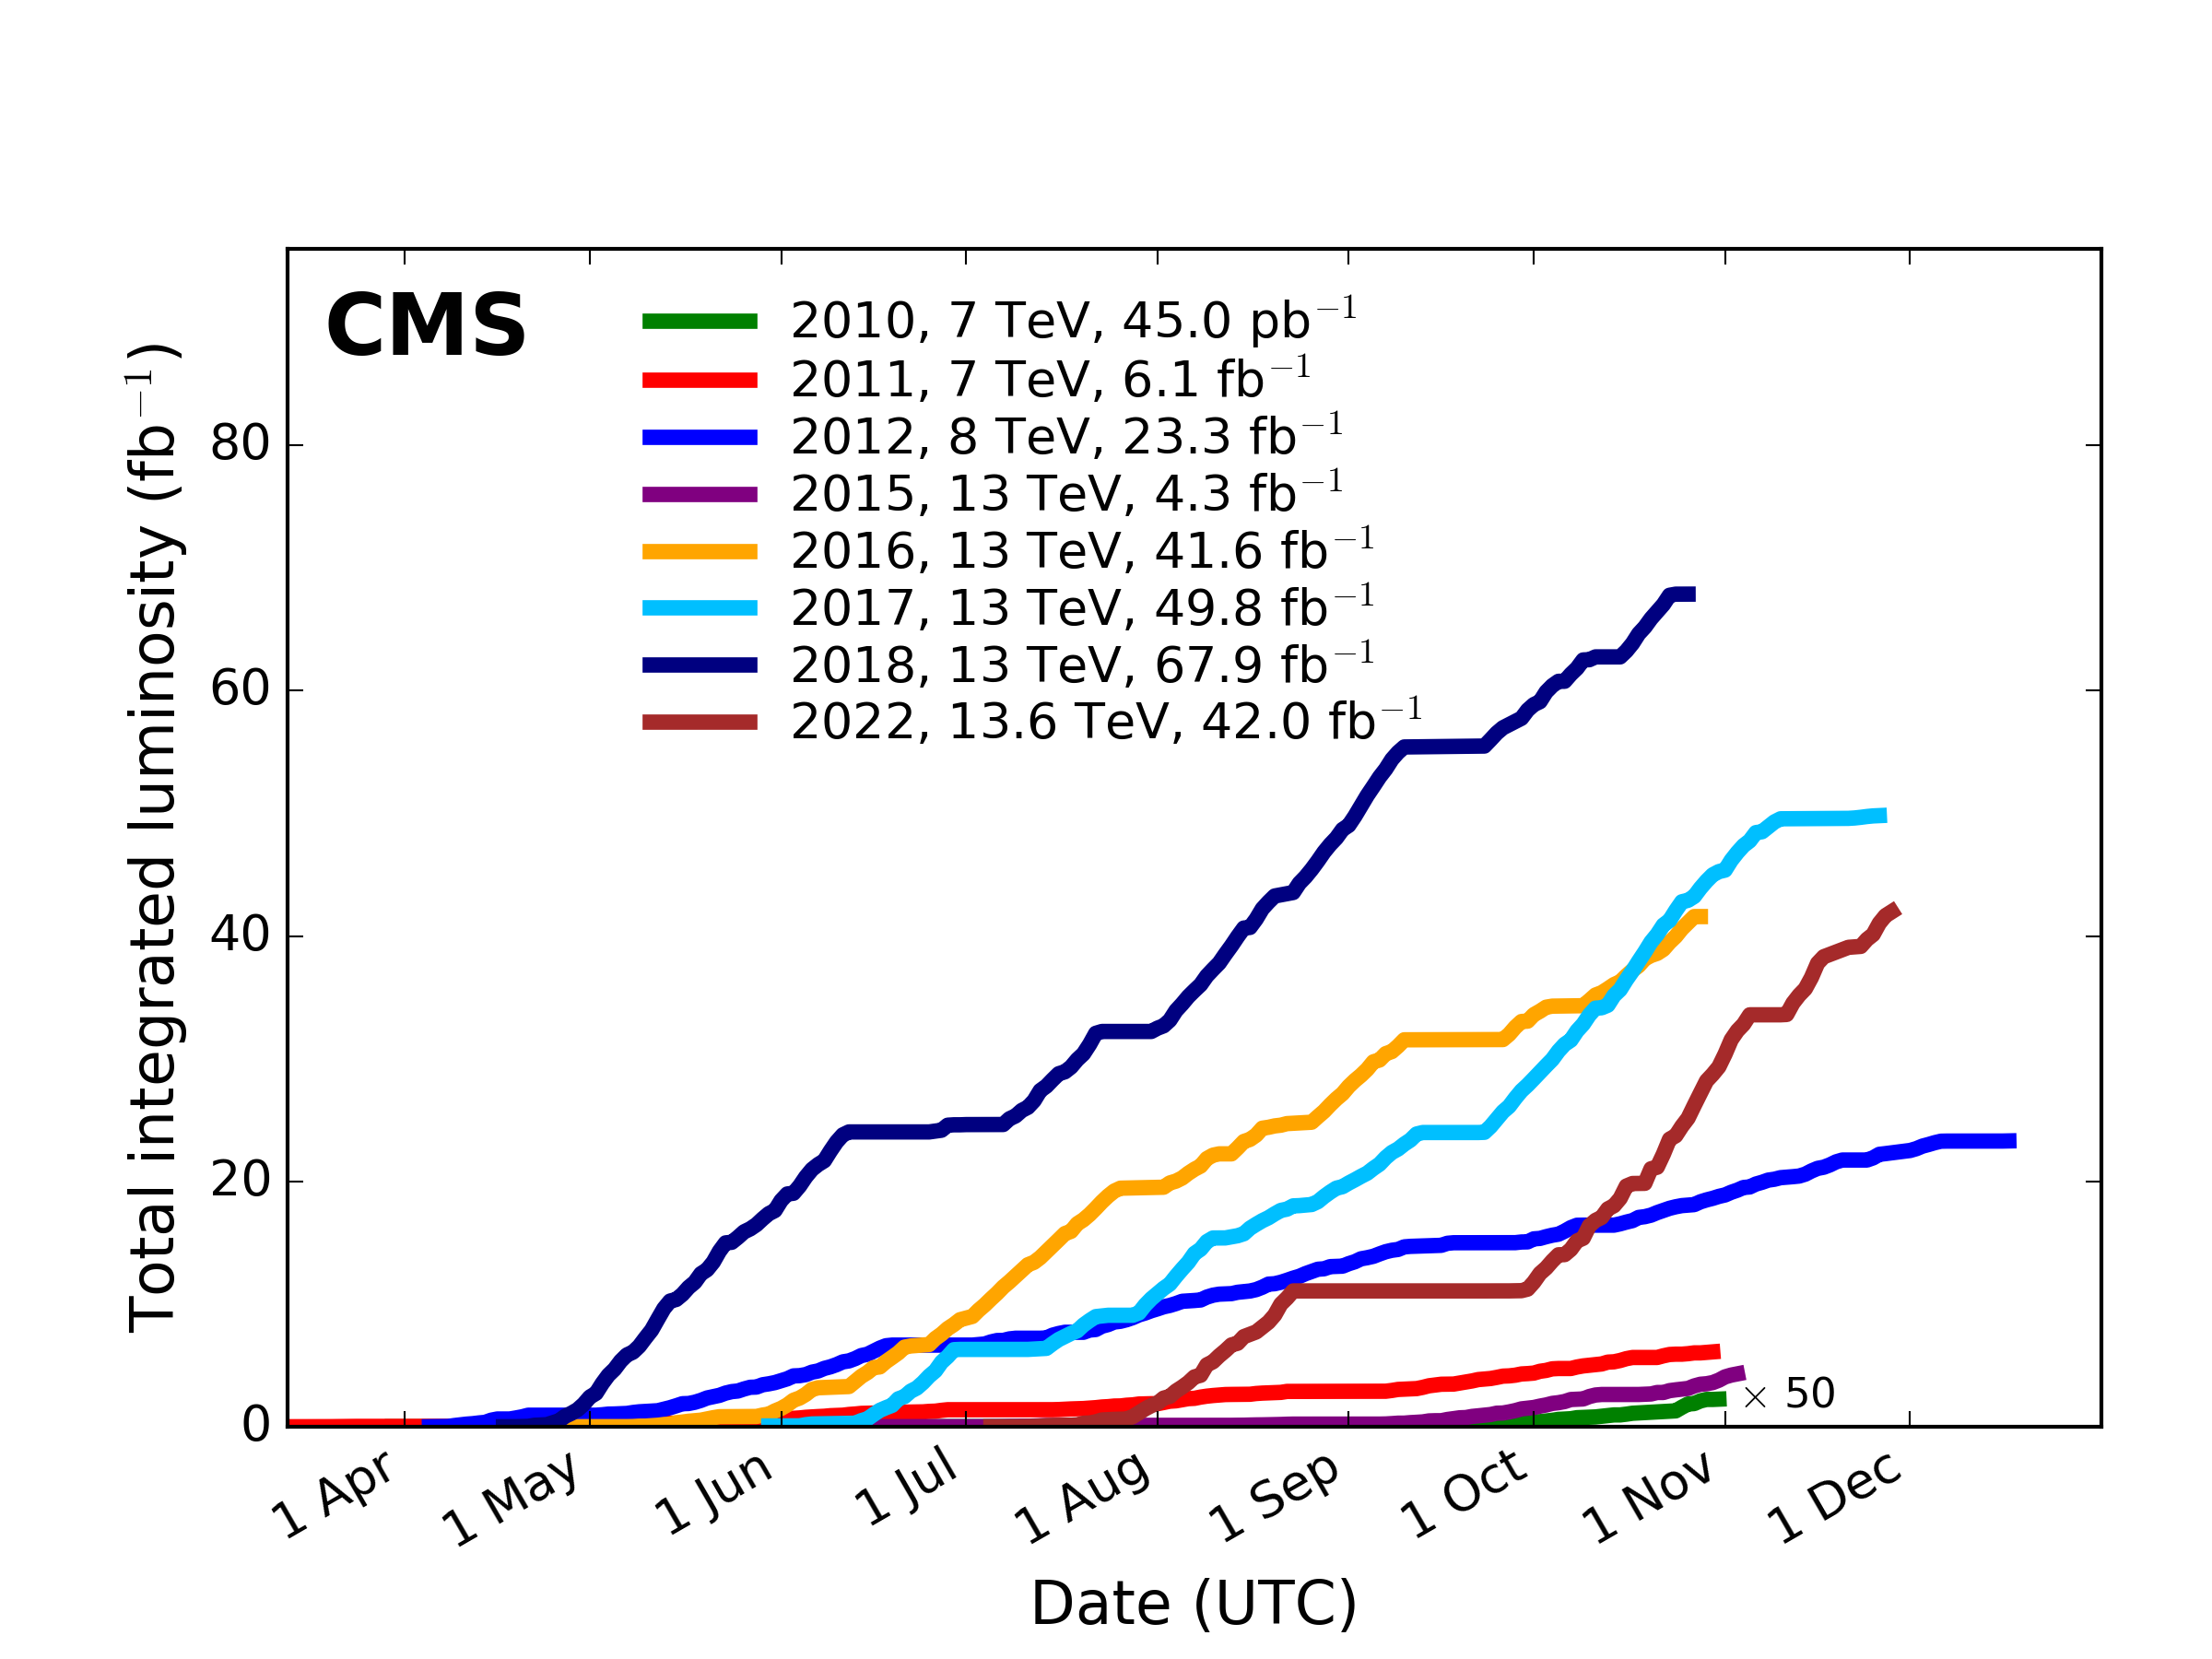 CMS
2010, 7 TeV, 45.0 pb⁻¹
2011, 7 TeV, 6.1 fb⁻¹
2012, 8 TeV, 23.3 fb⁻¹
2015, 13 TeV, 4.3 fb⁻¹
2016, 13 TeV, 41.6 fb⁻¹
2017, 13 TeV, 49.8 fb⁻¹
2018, 13 TeV, 67.9 fb⁻¹
2022, 13.6 TeV, 42.0 fb⁻¹
Total integrated luminosity (fb⁻¹)
80
60
40
20
0
× 50
1 Apr
1 May
1 Jun
1 Jul
1 Aug
1 Sep
1 Oct
1 Nov
1 Dec
Date (UTC)